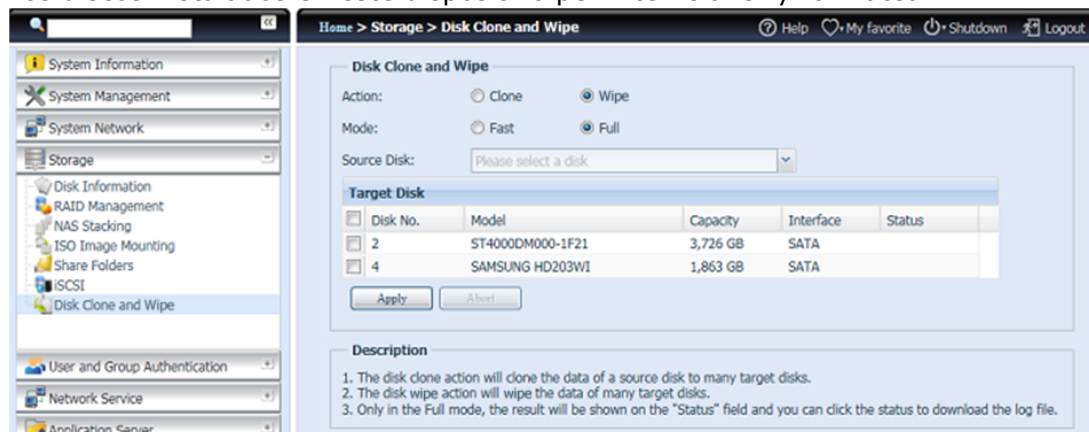 Home > Storage > Disk Clone and Wipe
Help My favorite Shutdown Logout
System Information
System Management
System Network
Storage
Disk Information
RAID Management
NAS Stacking
ISO Image Mounting
Share Folders
iSCSI
Disk Clone and Wipe
User and Group Authentication
Network Service
Application Server
Disk Clone and Wipe
Action: Clone Wipe
Mode: Fast Full
Source Disk: Please select a disk
Target Disk
Disk No. Model Capacity Interface Status
2 ST4000DM000-1F21 3,726 GB SATA
4 SAMSUNG HD203WI 1,863 GB SATA
Apply Abort
Description
1. The disk clone action will clone the data of a source disk to many target disks.
2. The disk wipe action will wipe the data of many target disks.
3. Only in the Full mode, the result will be shown on the "Status" field and you can click the status to download the log file.